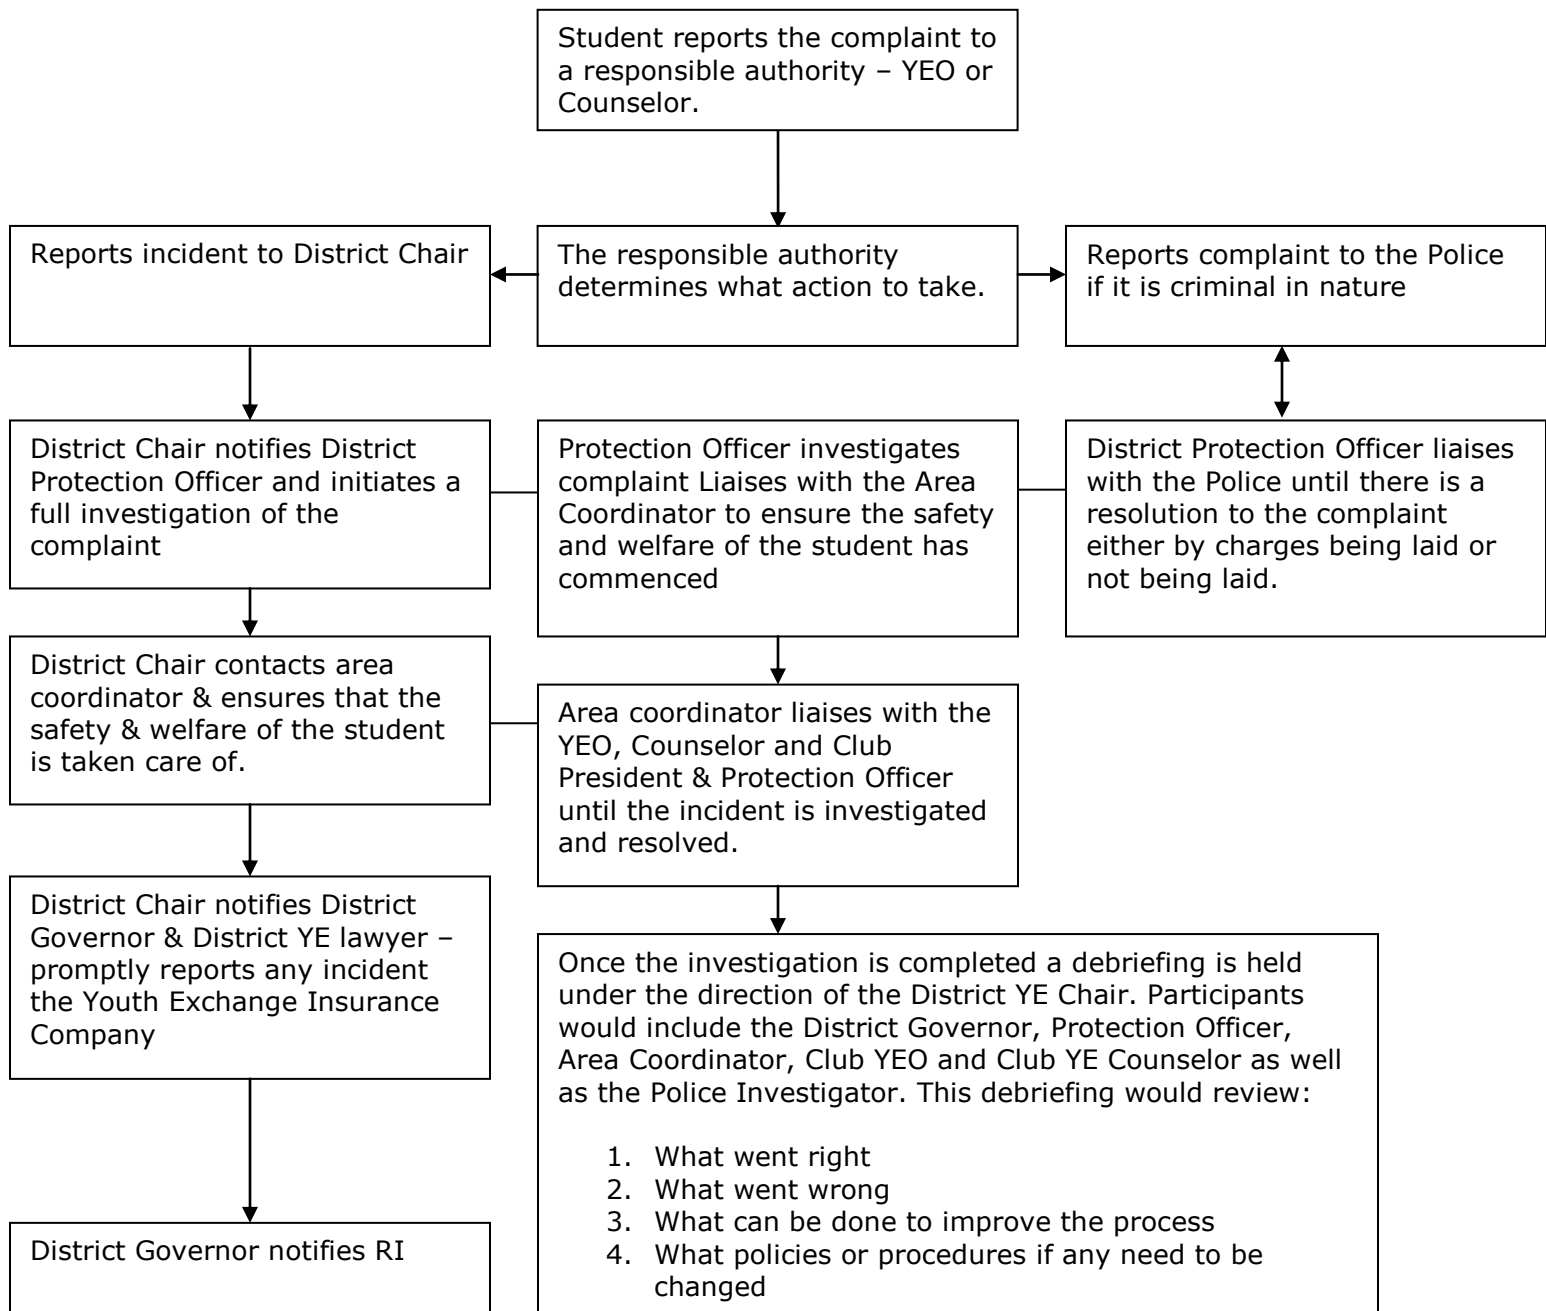 Student reports the complaint to
a responsible authority – YEO or
Counselor.
Reports incident to District Chair
The responsible authority
determines what action to take.
Reports complaint to the Police
if it is criminal in nature
District Chair notifies District
Protection Officer and initiates a
full investigation of the
complaint
Protection Officer investigates
complaint Liaises with the Area
Coordinator to ensure the safety
and welfare of the student has
commenced
District Protection Officer liaises
with the Police until there is a
resolution to the complaint
either by charges being laid or
not being laid.
District Chair contacts area
coordinator & ensures that the
safety & welfare of the student
is taken care of.
Area coordinator liaises with the
YEO, Counselor and Club
President & Protection Officer
until the incident is investigated
and resolved.
District Chair notifies District
Governor & District YE lawyer –
promptly reports any incident
the Youth Exchange Insurance
Company
Once the investigation is completed a debriefing is held
under the direction of the District YE Chair. Participants
would include the District Governor, Protection Officer,
Area Coordinator, Club YEO and Club YE Counselor as well
as the Police Investigator. This debriefing would review:
1. What went right
2. What went wrong
3. What can be done to improve the process
4. What policies or procedures if any need to be
changed
District Governor notifies RI